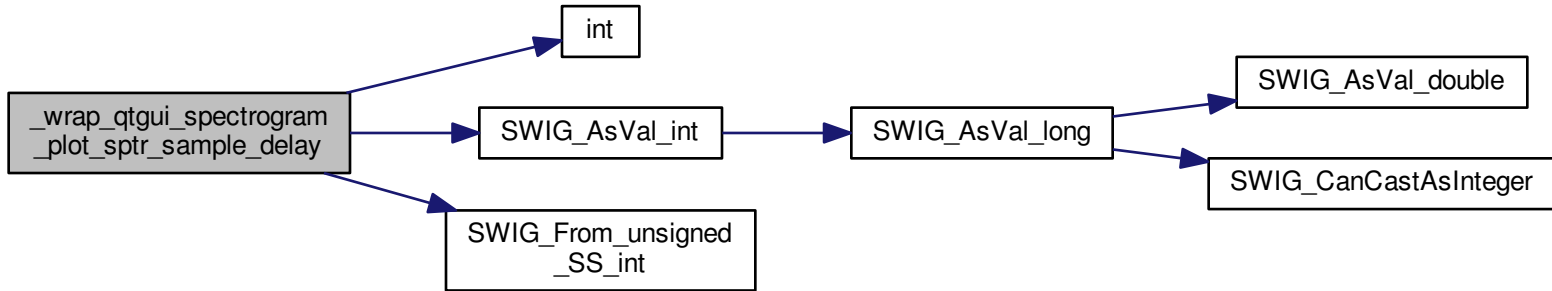 _wrap_qtgui_spectrogram
_plot_sptr_sample_delay
int
SWIG_AsVal_int
SWIG_From_unsigned
_SS_int
SWIG_AsVal_long
SWIG_AsVal_double
SWIG_CanCastAsInteger